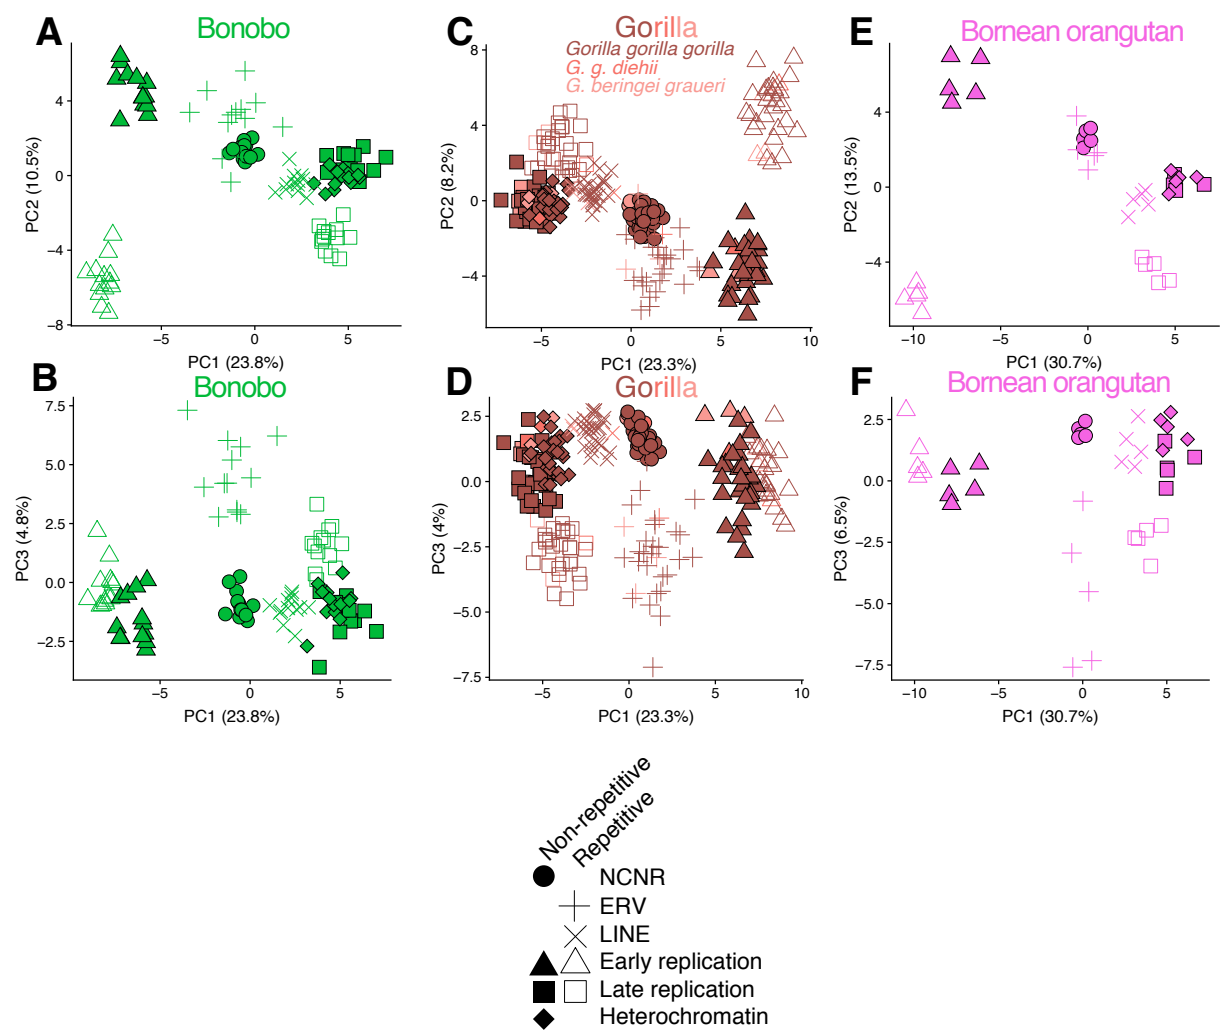 A
Bonobo
PC2 (10.5%)
4
0
−4
−8
−5
0
5
PC1 (23.8%)
C
Gorilla
Gorilla gorilla gorilla
G. g. diehii
G. beringei graueri
PC2 (8.2%)
8
4
0
−4
−5
0
5
10
PC1 (23.3%)
E
Bornean orangutan
PC2 (13.5%)
4
0
−4
−10
−5
0
5
PC1 (30.7%)
B
Bonobo
PC3 (4.8%)
7.5
5.0
2.5
0.0
−2.5
−5
0
5
PC1 (23.8%)
D
Gorilla
PC3 (4%)
2.5
0.0
−2.5
−5.0
−7.5
−5
0
5
10
PC1 (23.3%)
F
Bornean orangutan
PC3 (6.5%)
2.5
0.0
−2.5
−5.0
−7.5
−10
−5
0
5
PC1 (30.7%)
Non-repetitive
Repetitive
NCNR
ERV
LINE
Early replication
Late replication
Heterochromatin